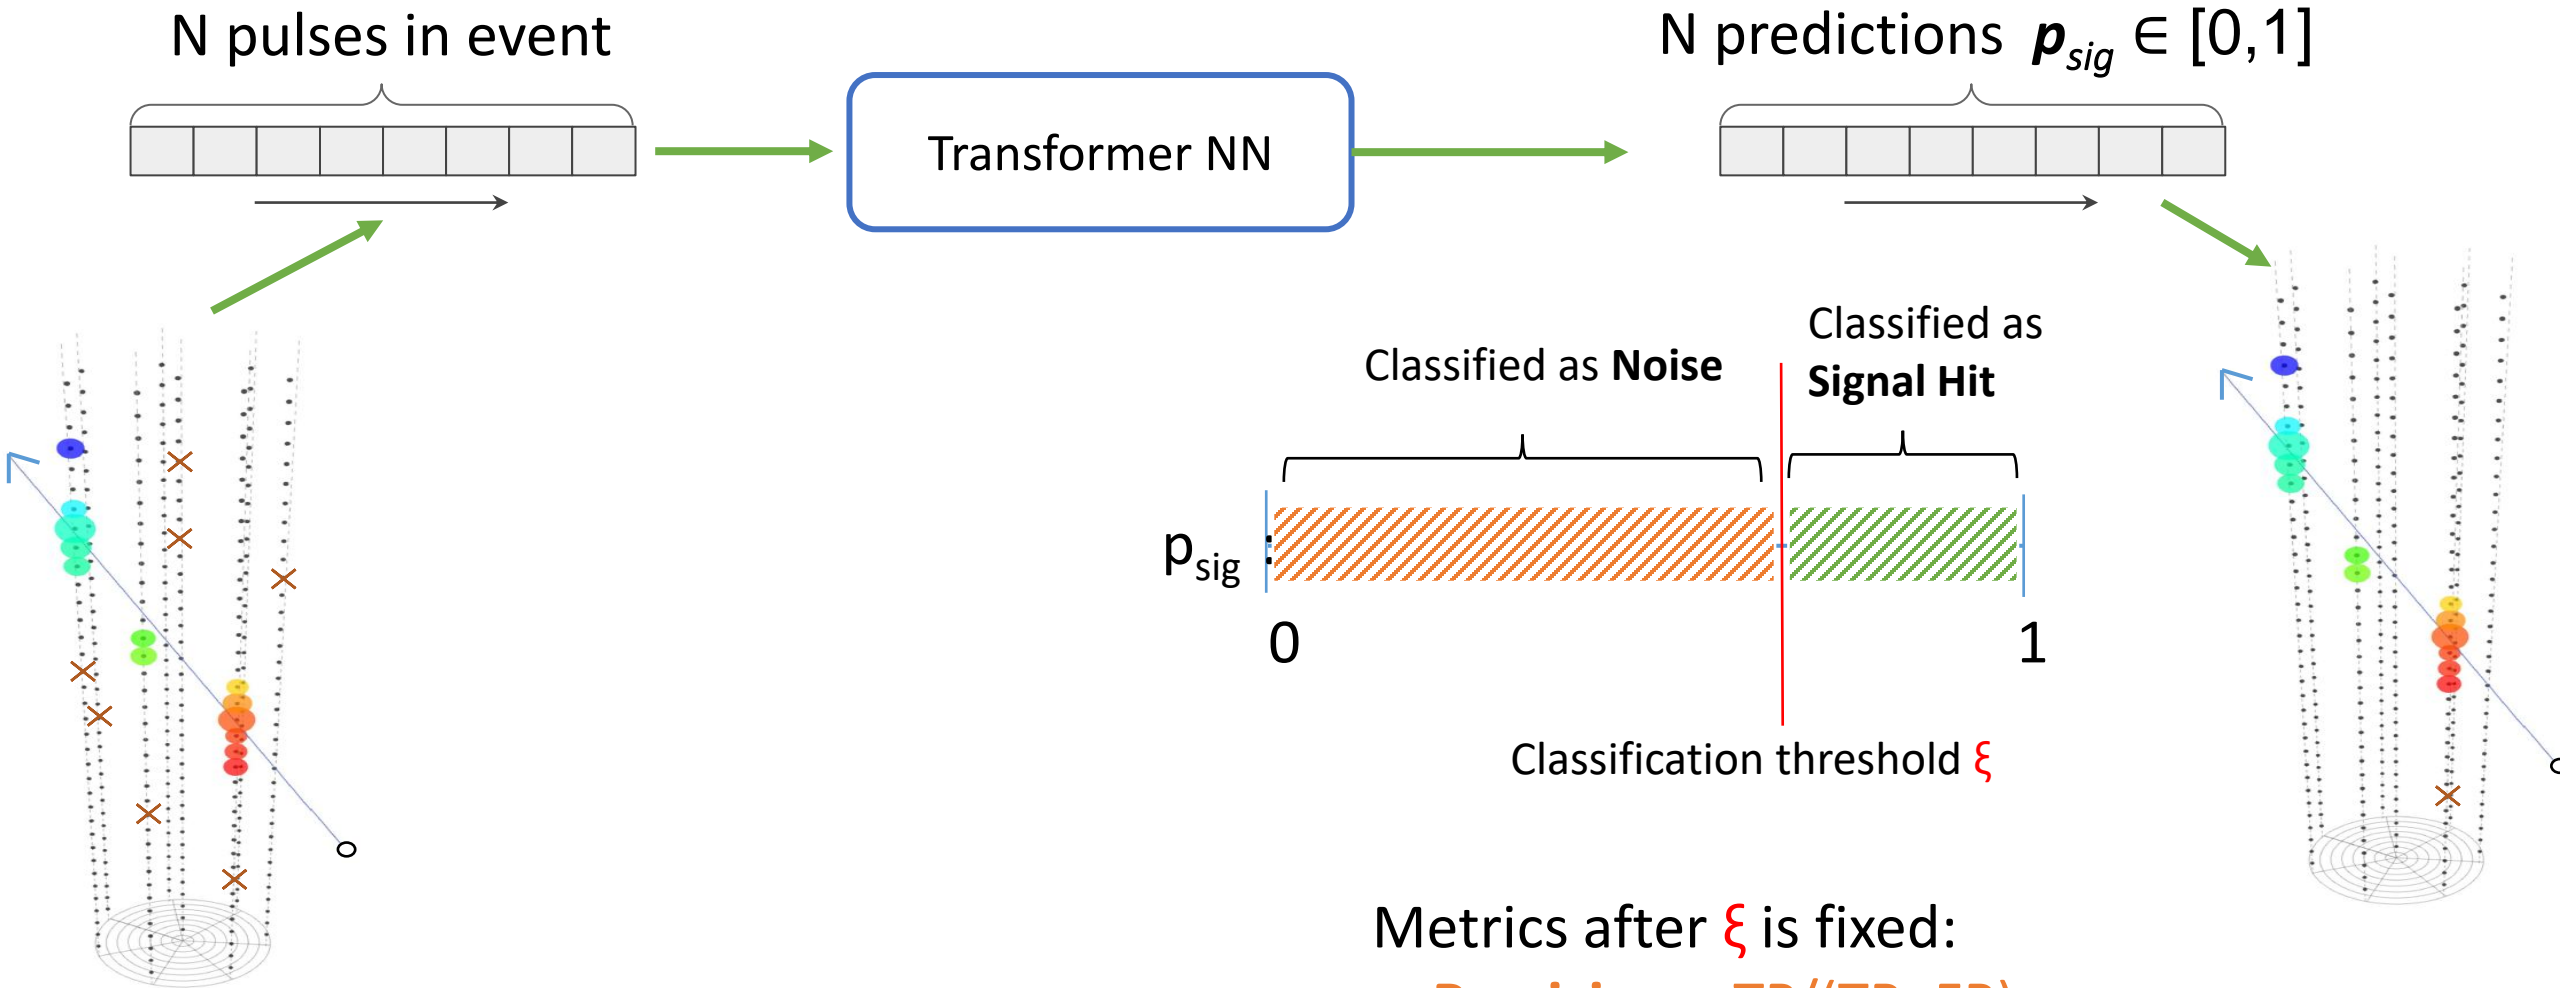 N pulses in event
N predictions p_sig ∈ [0,1]
Transformer NN
Classified as Noise
Classified as
Signal Hit
p_sig :
0
1
Classification threshold ξ
Metrics after ξ is fixed: